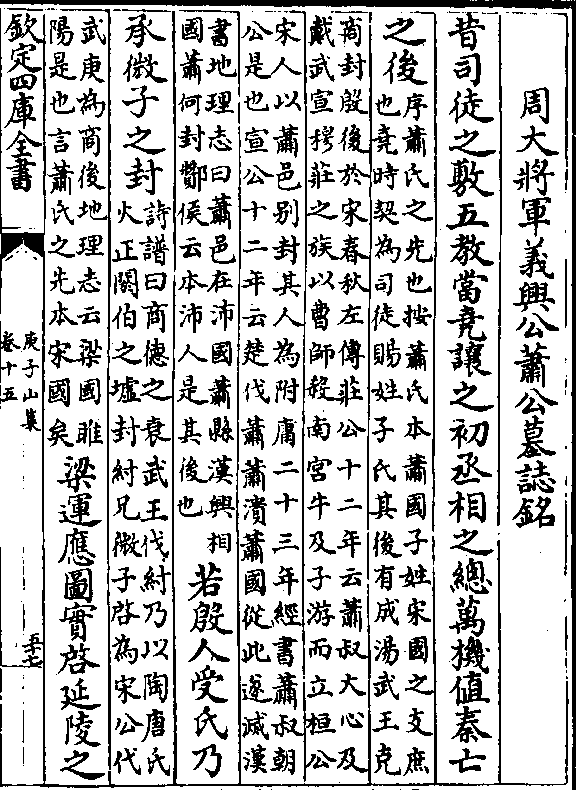 周大將軍義興公蕭公墓誌銘
昔司徒之敷五教當堯讓之初丞相之總萬機值秦亡
之後
序蕭氏之先也按蕭氏本蕭國子姓宋國之支庶
也堯時契為司徒賜姓子氏其後有成湯武王克
商封殷後於宋春秋左傳莊公十二年云蕭叔大心及
戴武宣穆莊之族以曹師殺南宮牛及子游而立桓公
宋人以蕭邑别封其人為附庸二十三年經書蕭叔朝
公是也宣公十二年云楚伐蕭蕭潰蕭國從此遂滅漢
書地理志曰蕭邑在沛國蕭縣漢興相
國蕭何封酇侯云本沛人是其後也
若殷人受氏乃
承微子之封
詩譜曰商德之衰武王伐紂乃以陶唐氏
火正閼伯之墟封紂兄微子啓為宋公代
武庚為商後地理志云梁國睢
陽是也言蕭氏之先本宋國矣
梁運應圖實啓延陵之
欽定四庫全書
庾子山集
卷十五
五十七